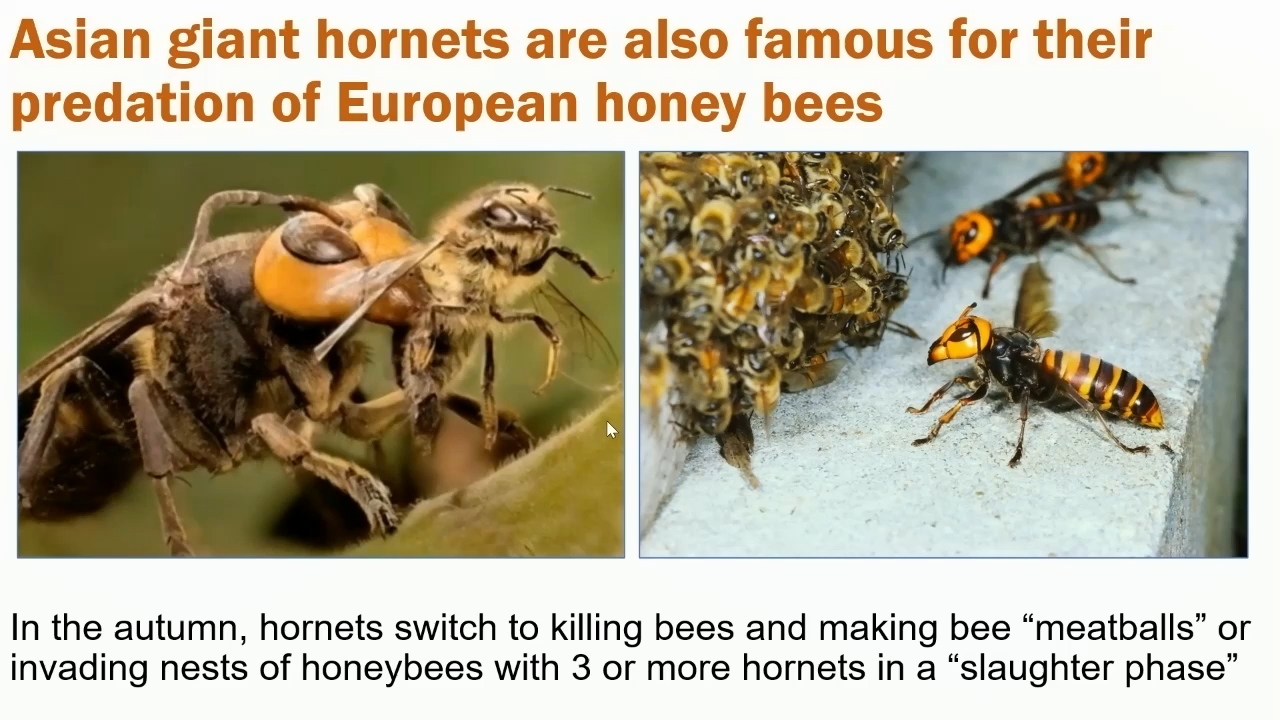 Asian giant hornets are also famous for their
predation of European honey bees
In the autumn, hornets switch to killing bees and making bee “meatballs” or
invading nests of honeybees with 3 or more hornets in a “slaughter phase”